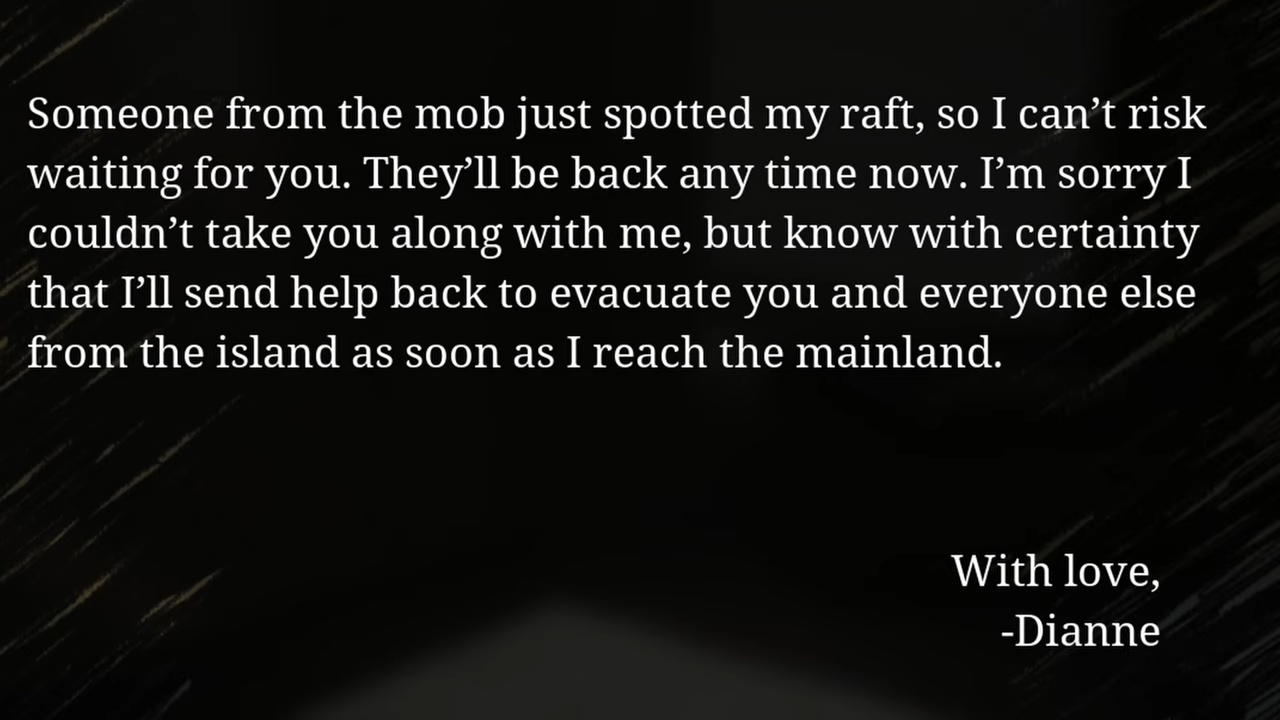 Someone from the mob just spotted my raft, so I can’t risk
waiting for you. They’ll be back any time now. I’m sorry I
couldn’t take you along with me, but know with certainty
that I’ll send help back to evacuate you and everyone else
from the island as soon as I reach the mainland.
With love,
-Dianne